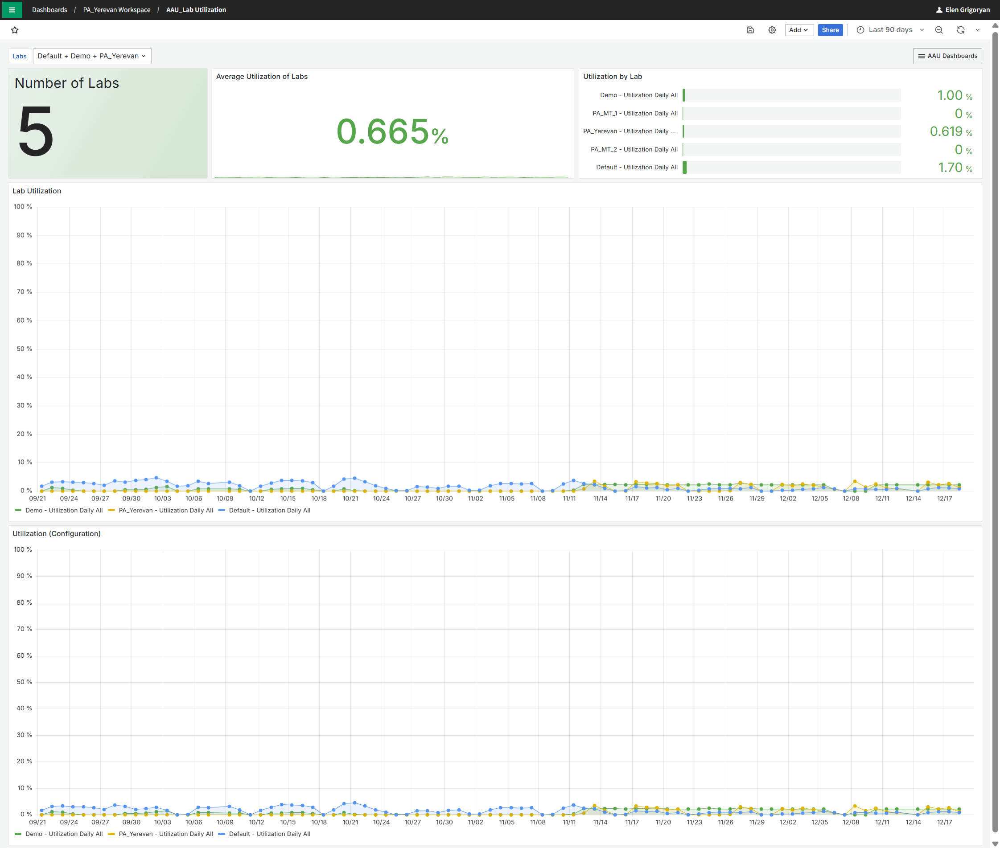 Dashboards / PA_Yerevan Workspace / AAU_Lab Utilization
Elen Grigoryan
Add
Share
Last 90 days
Labs
Default + Demo + PA_Yerevan
AAU Dashboards
Number of Labs
5
Average Utilization of Labs
0.665%
Utilization by Lab
Demo - Utilization Daily All 1.00 %
PA_MT_1 - Utilization Daily All 0 %
PA_Yerevan - Utilization Daily ... 0.619 %
PA_MT_2 - Utilization Daily All 0 %
Default - Utilization Daily All 1.70 %
Lab Utilization
100 %
90 %
80 %
70 %
60 %
50 %
40 %
30 %
20 %
10 %
0 %
09/21 09/24 09/27 09/30 10/03 10/06 10/09 10/12 10/15 10/18 10/21 10/24 10/27 10/30 11/02 11/05 11/08 11/11 11/14 11/17 11/20 11/23 11/26 11/29 12/02 12/05 12/08 12/11 12/14 12/17
Demo - Utilization Daily All PA_Yerevan - Utilization Daily All Default - Utilization Daily All
Utilization (Configuration)
100 %
90 %
80 %
70 %
60 %
50 %
40 %
30 %
20 %
10 %
0 %
09/21 09/24 09/27 09/30 10/03 10/06 10/09 10/12 10/15 10/18 10/21 10/24 10/27 10/30 11/02 11/05 11/08 11/11 11/14 11/17 11/20 11/23 11/26 11/29 12/02 12/05 12/08 12/11 12/14 12/17
Demo - Utilization Daily All PA_Yerevan - Utilization Daily All Default - Utilization Daily All